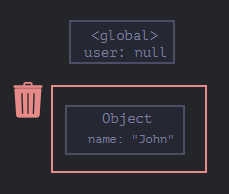 <global>
user: null
Object
name: "John"